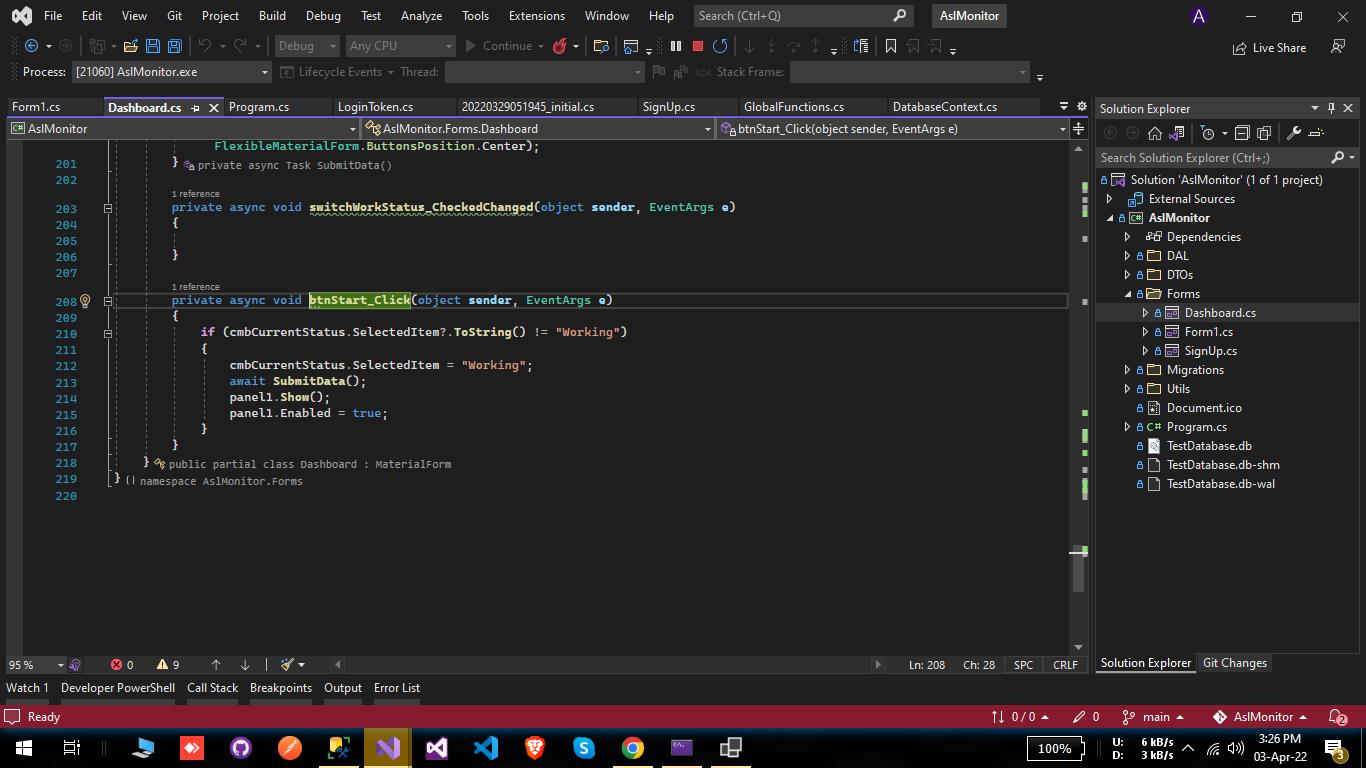 File Edit View Git Project Build Debug Test Analyze Tools Extensions Window Help Search (Ctrl+Q) AslMonitor A
Debug Any CPU Continue Live Share
Process: [21060] AslMonitor.exe Lifecycle Events Thread: Stack Frame:
Form1.cs Dashboard.cs Program.cs LoginToken.cs 20220329051945_initial.cs SignUp.cs GlobalFunctions.cs DatabaseContext.cs
AslMonitor AslMonitor.Forms.Dashboard btnStart_Click(object sender, EventArgs e)
FlexibleMaterialForm.ButtonsPosition.Center);
201 } private async Task SubmitData()
202
1 reference
203 private async void switchWorkStatus_CheckedChanged(object sender, EventArgs e)
204 {
205
206 }
207
1 reference
208 private async void btnStart_Click(object sender, EventArgs e)
209 {
210 if (cmbCurrentStatus.SelectedItem?.ToString() != "Working")
211 {
212 cmbCurrentStatus.SelectedItem = "Working";
213 await SubmitData();
214 panel1.Show();
215 panel1.Enabled = true;
216 }
217 }
218 } public partial class Dashboard : MaterialForm
219 } {} namespace AslMonitor.Forms
220
95 % 0 9 Ln: 208 Ch: 28 SPC CRLF
Solution Explorer
Search Solution Explorer (Ctrl+;)
Solution 'AslMonitor' (1 of 1 project)
External Sources
AslMonitor
Dependencies
DAL
DTOs
Forms
Dashboard.cs
Form1.cs
SignUp.cs
Migrations
Utils
Document.ico
C# Program.cs
TestDatabase.db
TestDatabase.db-shm
TestDatabase.db-wal
Solution Explorer Git Changes
Watch 1 Developer PowerShell Call Stack Breakpoints Output Error List
Ready 0 / 0 0 main AslMonitor 2
100% U: 6 kB/s 3:26 PM
D: 3 kB/s 03-Apr-22 3